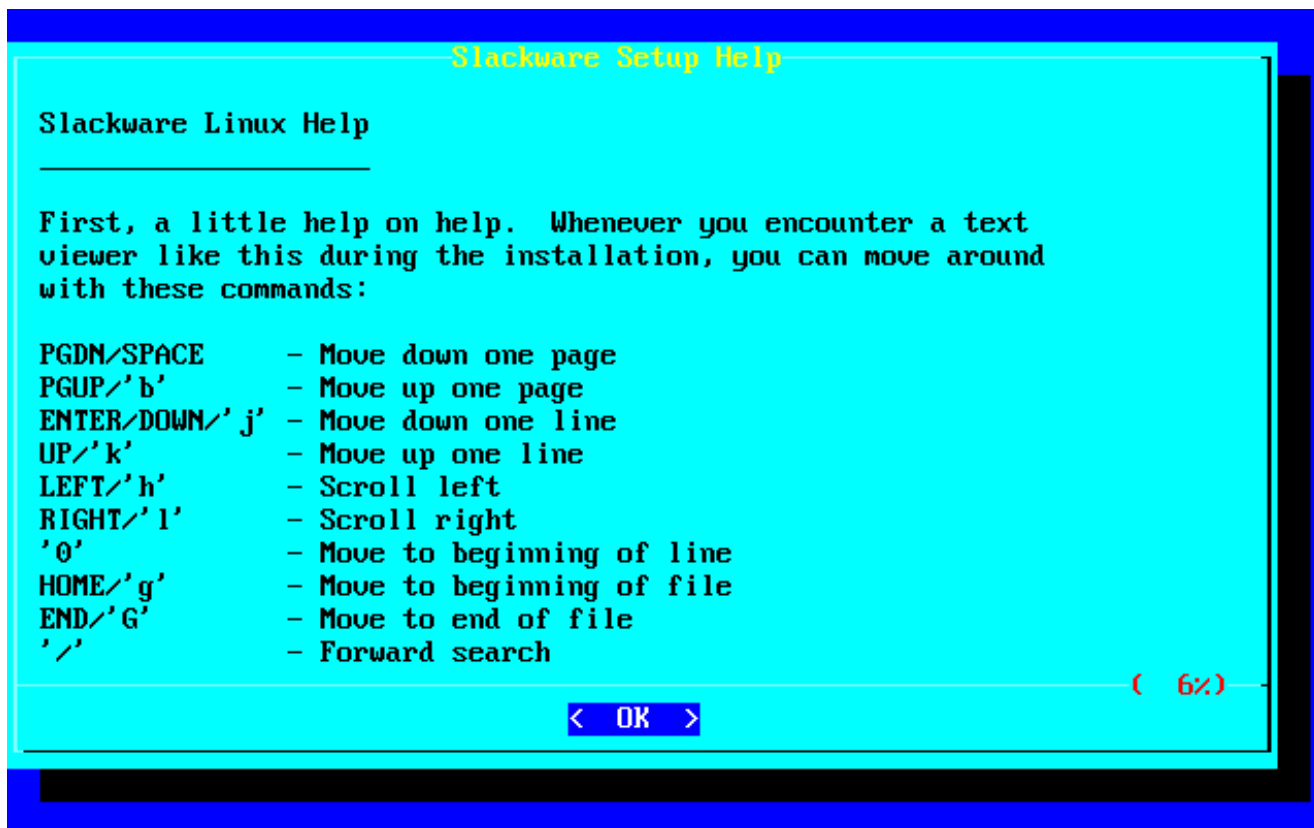 Slackware Setup Help
Slackware Linux Help
First, a little help on help.  Whenever you encounter a text
viewer like this during the installation, you can move around
with these commands:
PGDN/SPACE     - Move down one page
PGUP/'b'       - Move up one page
ENTER/DOWN/'j' - Move down one line
UP/'k'         - Move up one line
LEFT/'h'       - Scroll left
RIGHT/'l'      - Scroll right
'0'            - Move to beginning of line
HOME/'g'       - Move to beginning of file
END/'G'        - Move to end of file
'/'            - Forward search
(  6%)
<  OK  >